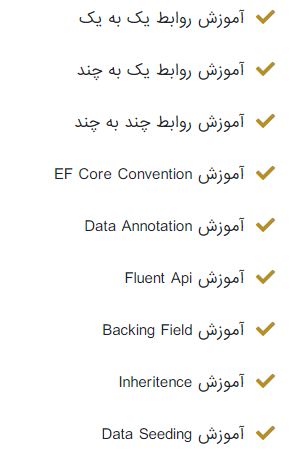 آموزش روابط یک به یک
آموزش روابط یک به چند
آموزش روابط چند به چند
آموزش EF Core Convention
آموزش Data Annotation
آموزش Fluent Api
آموزش Backing Field
آموزش Inheritence
آموزش Data Seeding